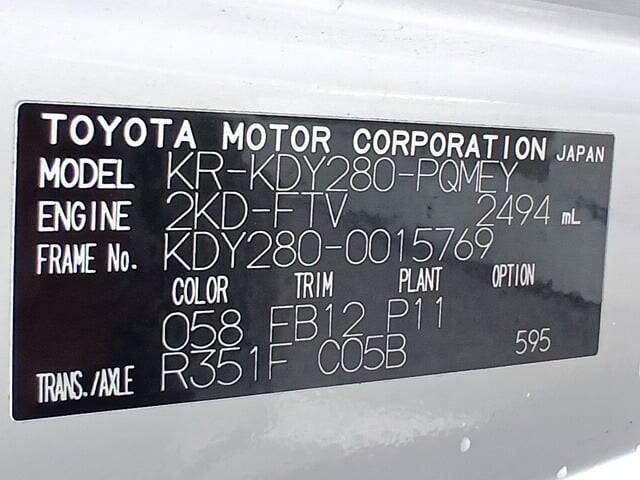 TOYOTA MOTOR CORPORATION JAPAN
MODEL KR-KDY280-PQMEY
ENGINE 2KD-FTV 2494 mL
FRAME No. KDY280-0015769
COLOR TRIM PLANT OPTION
058 FB12 P11
TRANS./AXLE R351F C05B 595